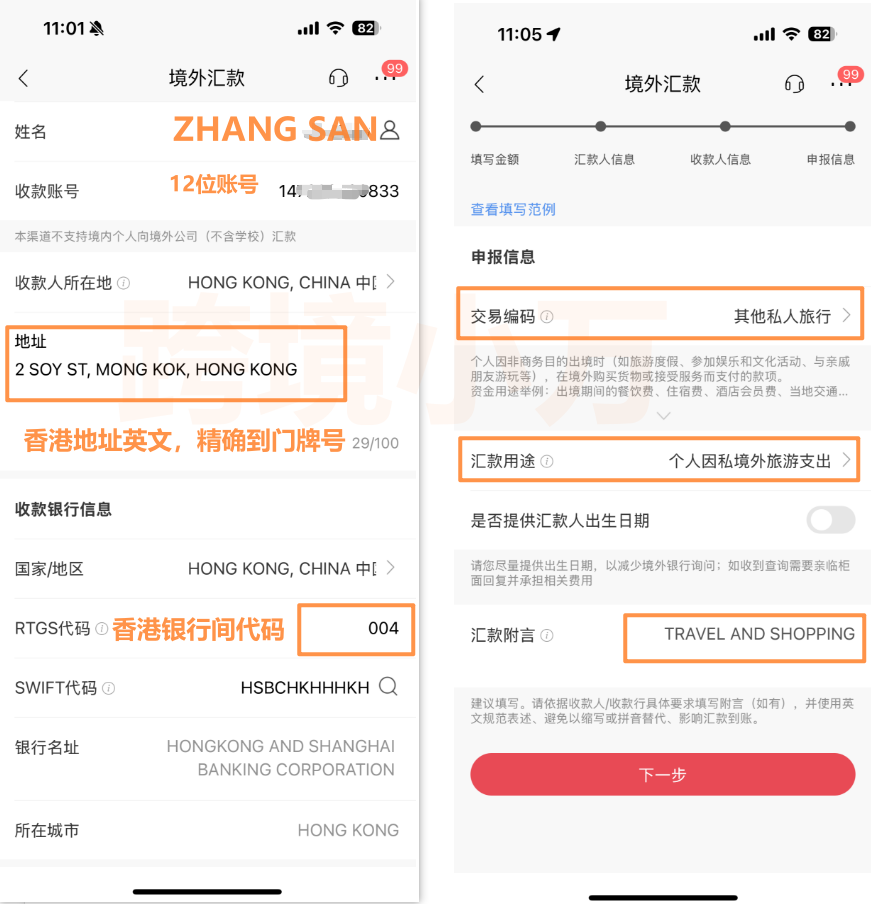 11:01
82
境外汇款
99
姓名
ZHANG SAN
收款账号
12位账号
833
本渠道不支持境内个人向境外公司（不含学校）汇款
收款人所在地
HONG KONG, CHINA 中
地址
2 SOY ST, MONG KOK, HONG KONG
香港地址英文，精确到门牌号
29/100
收款银行信息
国家/地区
HONG KONG, CHINA 中
RTGS代码
香港银行间代码
004
SWIFT代码
HSBCHKHHHKH
银行名址
HONGKONG AND SHANGHAI
BANKING CORPORATION
所在城市
HONG KONG
11:05
82
境外汇款
99
填写金额
汇款人信息
收款人信息
申报信息
查看填写范例
申报信息
交易编码
其他私人旅行
个人因非商务目的出境时（如旅游度假、参加娱乐和文化活动、与亲戚
朋友游玩等），在境外购买货物或接受服务而支付的款项。
资金用途举例：出境期间的餐饮费、住宿费、酒店会员费、当地交通...
汇款用途
个人因私境外旅游支出
是否提供汇款人出生日期
请您尽量提供出生日期，以减少境外银行询问；如收到查询需要亲临柜
面回复并承担相关费用
汇款附言
TRAVEL AND SHOPPING
建议填写。请依据收款人/收款行具体要求填写附言（如有），并使用英
文规范表述、避免以缩写或拼音替代、影响汇款到账。
下一步
跨境小万